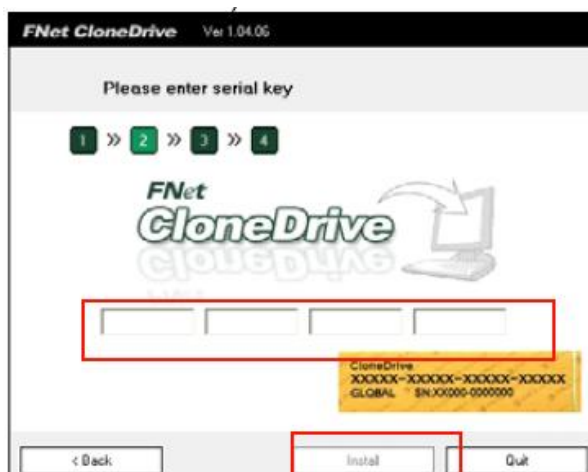 FNet CloneDrive Ver 1.04.06
Please enter serial key
1 » 2 » 3 » 4
FNet
CloneDrive
CloneDrive
XXXXX-XXXXX-XXXXX-XXXXX
GLOBAL SN:XX000-0000000
< Back Install Quit